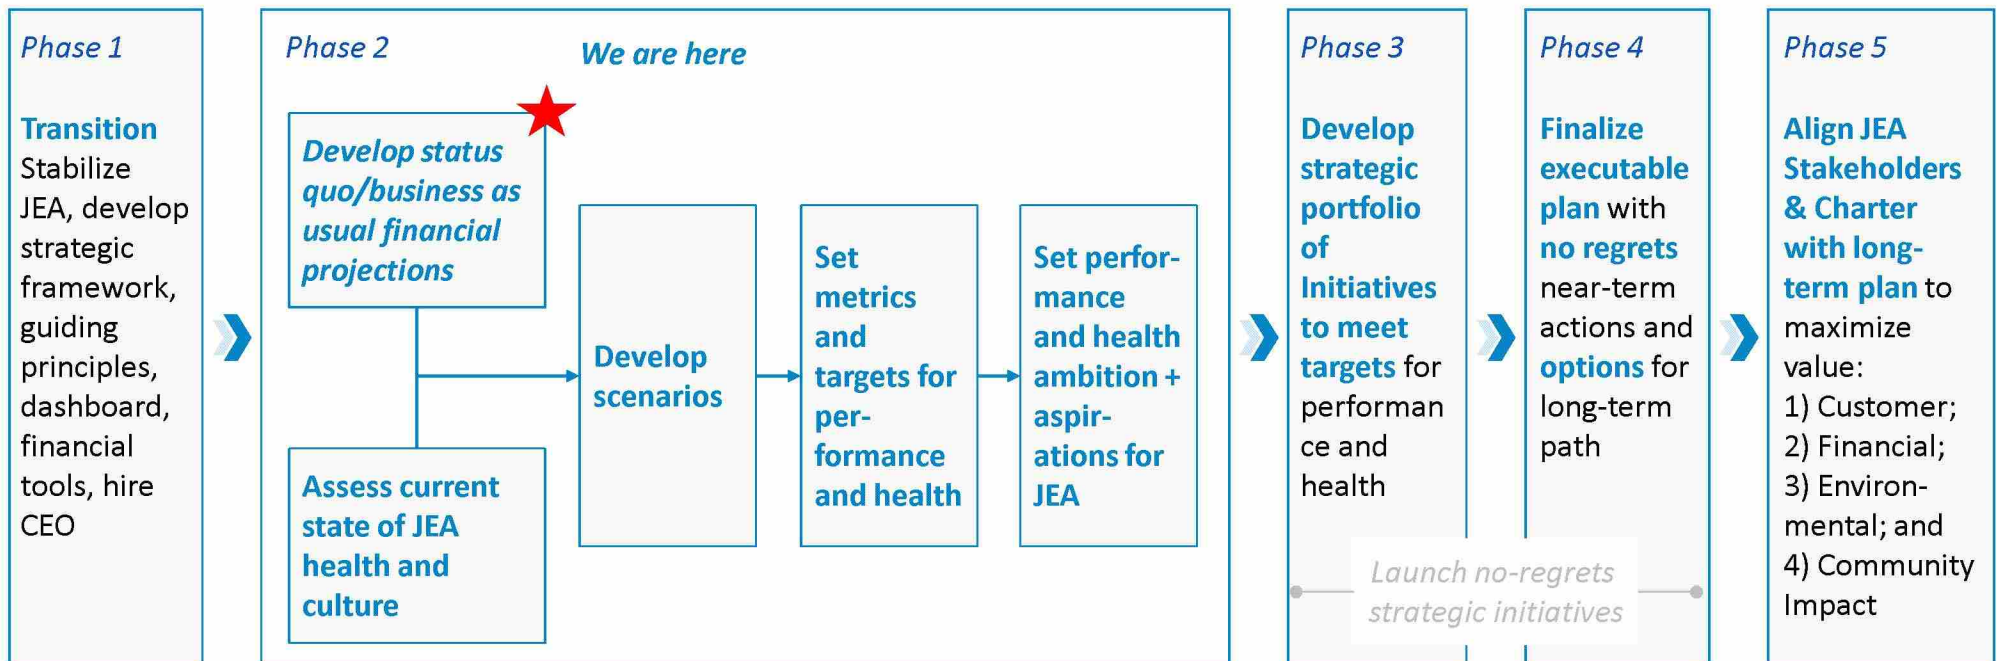 Phase 1
Transition
Stabilize
JEA, develop
strategic
framework,
guiding
principles,
dashboard,
financial
tools, hire
CEO
Phase 2
We are here
Develop status
quo/business as
usual financial
projections
Assess current
state of JEA
health and
culture
Develop
scenarios
Set
metrics
and
targets for
per-
formance
and health
Set perfor-
mance
and health
ambition +
aspir-
ations for
JEA
Phase 3
Develop
strategic
portfolio
of
Initiatives
to meet
targets for
performan
ce and
health
Phase 4
Finalize
executable
plan with
no regrets
near-term
actions and
options for
long-term
path
Launch no-regrets
strategic initiatives
Phase 5
Align JEA
Stakeholders
& Charter
with long-
term plan to
maximize
value:
1) Customer;
2) Financial;
3) Environ-
mental; and
4) Community
Impact